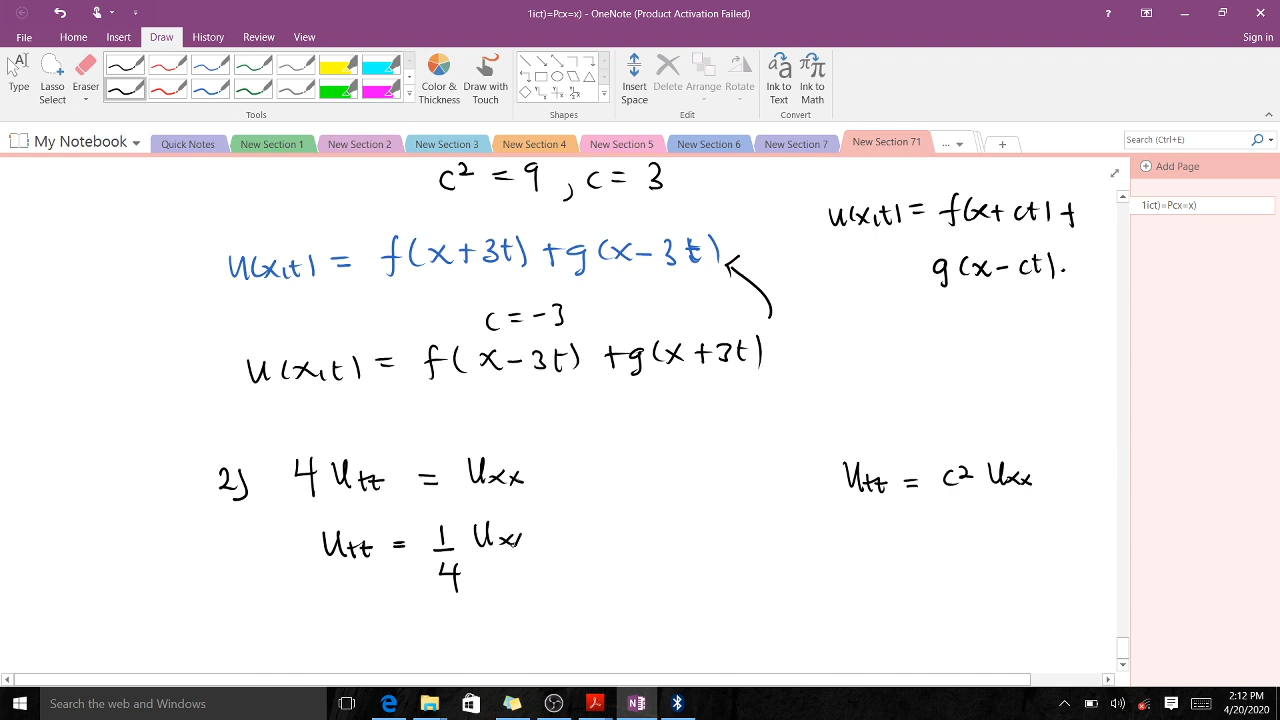 1ict)=Pcx=x) - OneNote (Product Activation Failed)
File Home Insert Draw History Review View Sign in
Type Lasso Select Eraser Color & Thickness Draw with Touch Insert Space Delete Arrange Rotate Ink to Text Ink to Math
Tools Shapes Edit Convert
My Notebook Quick Notes New Section 1 New Section 2 New Section 3 New Section 4 New Section 5 New Section 6 New Section 7 New Section 71 ... + Search (Ctrl+E)
Add Page
1ict)=Pcx=x)
c² = 9 , c = 3
u(x,t) = f(x+ct) +
g(x-ct).
u(x,t) = f(x+3t) + g(x-3t)
c = -3
u(x,t) = f(x-3t) + g(x+3t)
2) 4 Utt = Uxx
Utt = c² Uxx
Utt = 1/4 Ux
Search the web and Windows
2:12 PM
4/20/2020